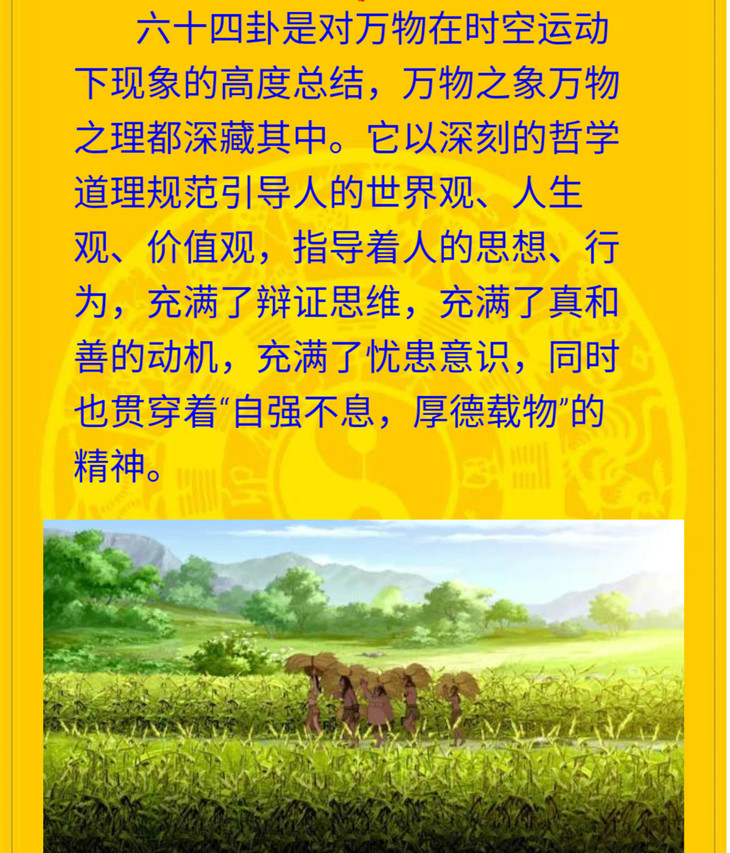 六十四卦是对万物在时空运动
下现象的高度总结，万物之象万物
之理都深藏其中。它以深刻的哲学
道理规范引导人的世界观、人生
观、价值观，指导着人的思想、行
为，充满了辩证思维，充满了真和
善的动机，充满了忧患意识，同时
也贯穿着“自强不息，厚德载物”的
精神。